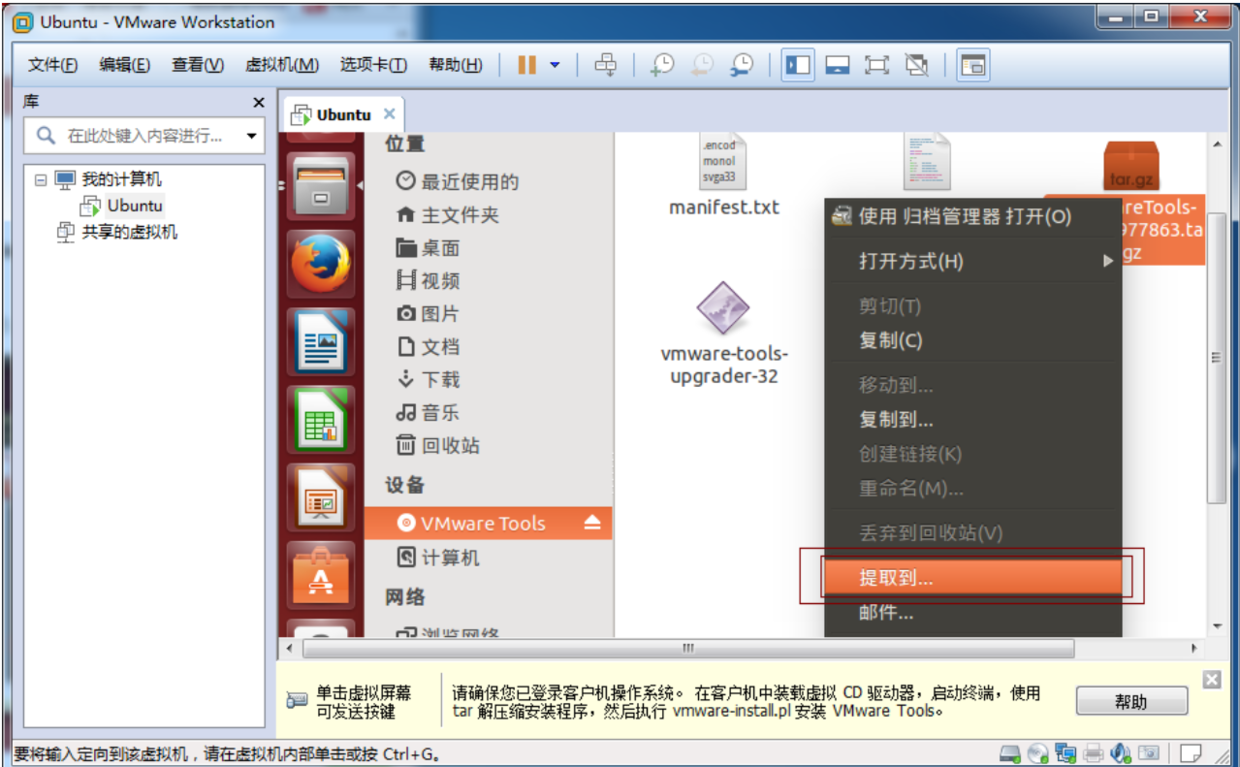 Ubuntu - VMware Workstation
文件(F) 编辑(E) 查看(V) 虚拟机(M) 选项卡(T) 帮助(H)
库
在此处键入内容进行...
我的计算机
Ubuntu
共享的虚拟机
Ubuntu
位置
最近使用的
主文件夹
桌面
视频
图片
文档
下载
音乐
回收站
设备
VMware Tools
计算机
网络
浏览网络
.encod
monol
svga33
manifest.txt
vmware-tools-
upgrader-32
tar.gz
reTools-
977863.ta
gz
使用 归档管理器 打开(O)
打开方式(H)
剪切(T)
复制(C)
移动到...
复制到...
创建链接(K)
重命名(M)...
丢弃到回收站(V)
提取到...
邮件...
单击虚拟屏幕
可发送按键
请确保您已登录客户机操作系统。在客户机中装载虚拟 CD 驱动器，启动终端，使用
tar 解压缩安装程序，然后执行 vmware-install.pl 安装 VMware Tools。
帮助
要将输入定向到该虚拟机，请在虚拟机内部单击或按 Ctrl+G。